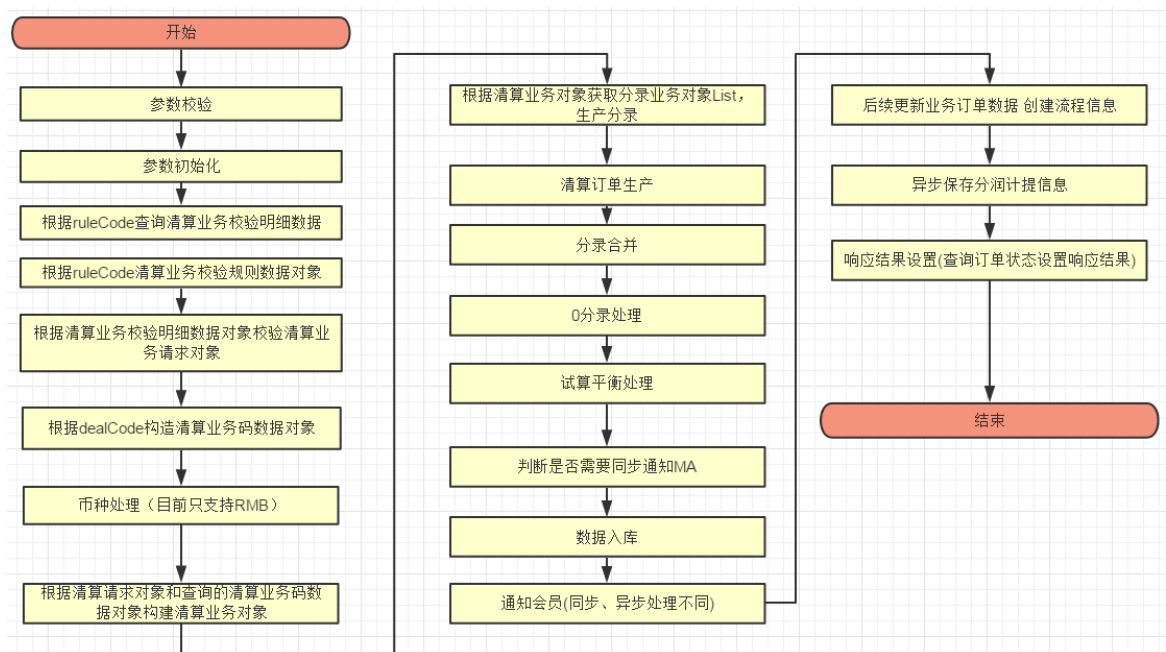 开始
参数校验
参数初始化
根据ruleCode查询清算业务校验明细数据
根据ruleCode清算业务校验规则数据对象
根据清算业务校验明细数据对象校验清算业
务请求对象
根据dealCode构造清算业务码数据对象
币种处理（目前只支持RMB）
根据清算请求对象和查询的清算业务码数
据对象构建清算业务对象
根据清算业务对象获取分录业务对象List，
生产分录
清算订单生产
分录合并
0分录处理
试算平衡处理
判断是否需要同步通知MA
数据入库
通知会员(同步、异步处理不同)
后续更新业务订单数据 创建流程信息
异步保存分润计提信息
响应结果设置(查询订单状态设置响应结果)
结束